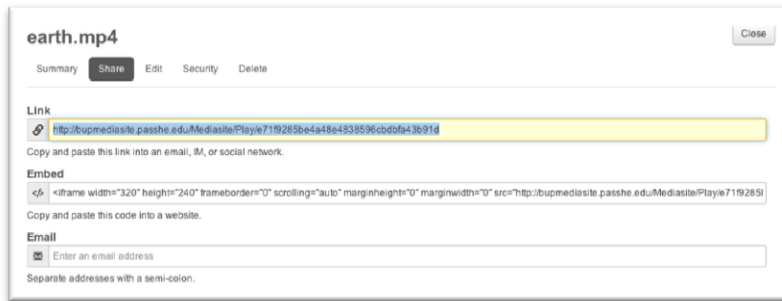 earth.mp4
Close
Summary Share Edit Security Delete
Link
http://bupmediasite.passhe.edu/Mediasite/Play/e71f9285be4a48e4838596cbdbfa43b91d
Copy and paste this link into an email, IM, or social network.
Embed
<iframe width="320" height="240" frameborder="0" scrolling="auto" marginheight="0" marginwidth="0" src="http://bupmediasite.passhe.edu/Mediasite/Play/e71f9285l
Copy and paste this code into a website.
Email
Enter an email address
Separate addresses with a semi-colon.